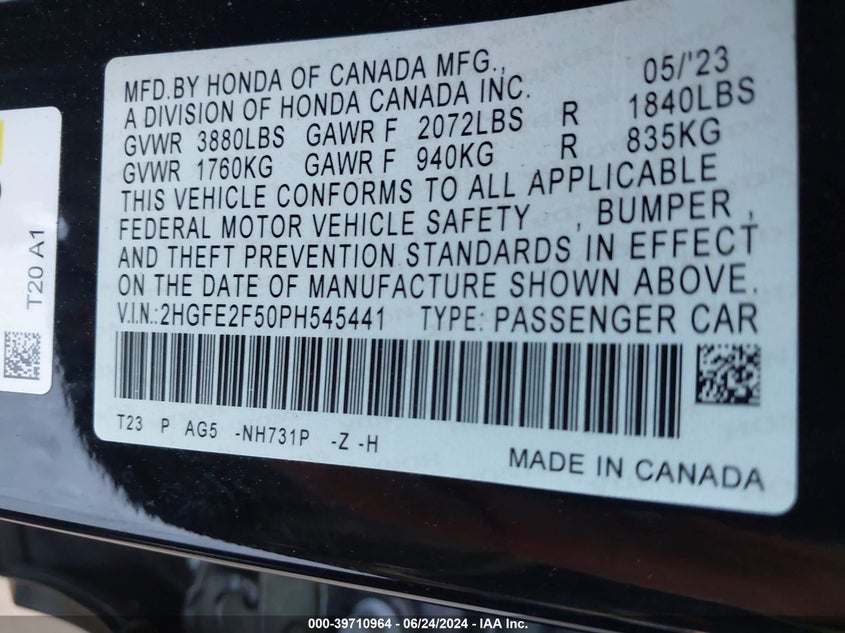 MFD.BY HONDA OF CANADA MFG., 05/'23
A DIVISION OF HONDA CANADA INC.
GVWR 3880LBS GAWR F 2072LBS R 1840LBS
GVWR 1760KG GAWR F 940KG R 835KG
THIS VEHICLE CONFORMS TO ALL APPLICABLE
FEDERAL MOTOR VEHICLE SAFETY , BUMPER ,
AND THEFT PREVENTION STANDARDS IN EFFECT
ON THE DATE OF MANUFACTURE SHOWN ABOVE.
V.I.N.:2HGFE2F50PH545441 TYPE: PASSENGER CAR
T23 P AG5 -NH731P -Z -H
MADE IN CANADA
T20 A1
000-39710964 - 06/24/2024 - IAA Inc.